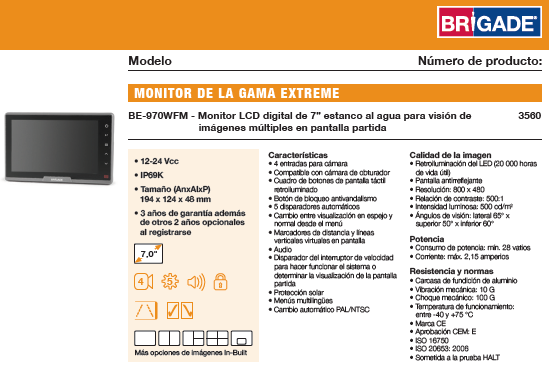 BRIGADE
Modelo
Número de producto:
MONITOR DE LA GAMA EXTREME
BE-970WFM - Monitor LCD digital de 7" estanco al agua para visión de
imágenes múltiples en pantalla partida
3560
• 12-24 Vcc
• IP69K
• Tamaño (AnxAlxP)
194 x 124 x 48 mm
• 3 años de garantía además
de otros 2 años opcionales
al registrarse
7,0"
4
5
8
Más opciones de imágenes In-Built
Características
• 4 entradas para cámara
• Compatible con cámara de obturador
• Cuadro de botones de pantalla táctil
retroiluminado
• Botón de bloqueo antivandalismo
• 5 disparadores automáticos
• Cambio entre visualización en espejo y
normal desde el menú
• Marcadores de distancia y líneas
verticales virtuales en pantalla
• Audio
• Disparador del interruptor de velocidad
para hacer funcionar el sistema o
determinar la visualización de la pantalla
partida
• Protección solar
• Menús multilingües
• Cambio automático PAL/NTSC
Calidad de la imagen
• Retroiluminación del LED (20 000 horas
de vida útil)
• Pantalla antirreflejante
• Resolución: 800 x 480
• Relación de contraste: 500:1
• Intensidad luminosa: 500 cd/m²
• Ángulos de visión: lateral 65° x
superior 50° x inferior 60°
Potencia
• Consumo de potencia: mín. 28 vatios
• Corriente: máx. 2,15 amperios
Resistencia y normas
• Carcasa de fundición de aluminio
• Vibración mecánica: 10 G
• Choque mecánico: 100 G
• Temperatura de funcionamiento:
entre -40 y +75 °C
• Marca CE
• Aprobación CEM: E
• ISO 16750
• ISO 20653: 2006
• Sometida a la prueba HALT